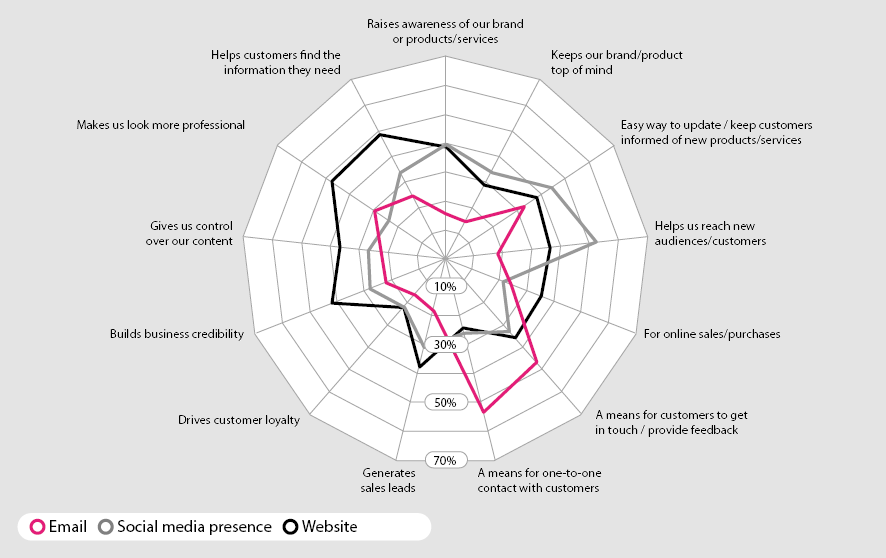 Raises awareness of our brand
or products/services
Helps customers find the
information they need
Keeps our brand/product
top of mind
Makes us look more professional
Easy way to update / keep customers
informed of new products/services
Gives us control
over our content
Helps us reach new
audiences/customers
10%
Builds business credibility
For online sales/purchases
30%
50%
Drives customer loyalty
A means for customers to get
in touch / provide feedback
70%
Generates
sales leads
A means for one-to-one
contact with customers
Email
Social media presence
Website